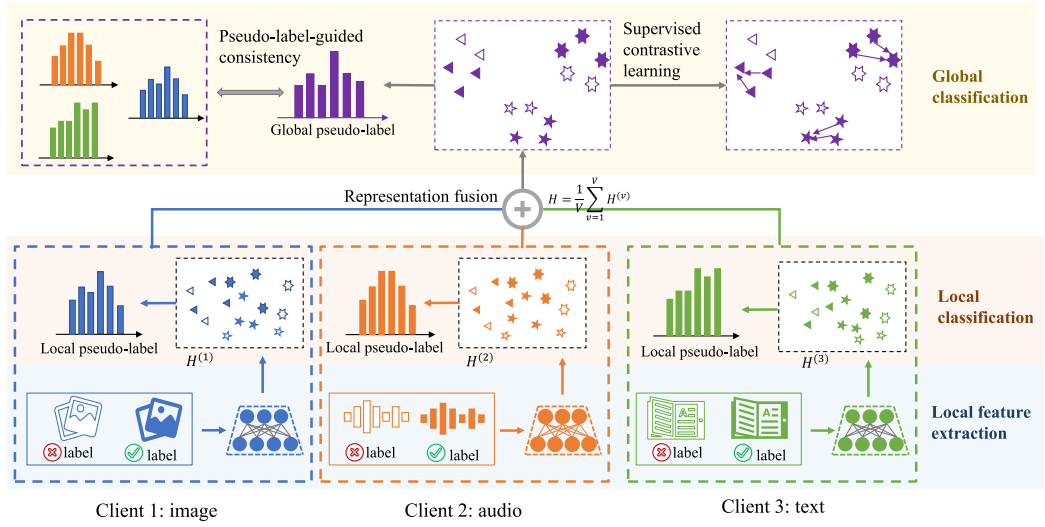 Pseudo-label-guided
consistency
Global pseudo-label
Supervised
contrastive
learning
Global
classification
Representation fusion
H = \frac{1}{V} \sum_{v=1}^{V} H^{(v)}
Local pseudo-label
H^{(1)}
Local pseudo-label
H^{(2)}
Local pseudo-label
H^{(3)}
Local
classification
label
label
label
label
A
label
A
label
Local feature
extraction
Client 1: image
Client 2: audio
Client 3: text